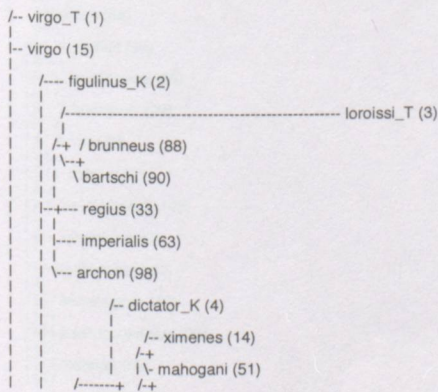 /-- virgo_T (1)
|-- virgo (15)
/---- figulinus_K (2)
/-------------------------------------------- loroissi_T (3)
/-+ / brunneus (88)
| \--+
\ bartschi (90)
|--+--- regius (33)
|---- imperialis (63)
\--- archon (98)
/-- dictator_K (4)
/-- ximenes (14)
/-+
| \- mahogani (51)
/-------+ /-+